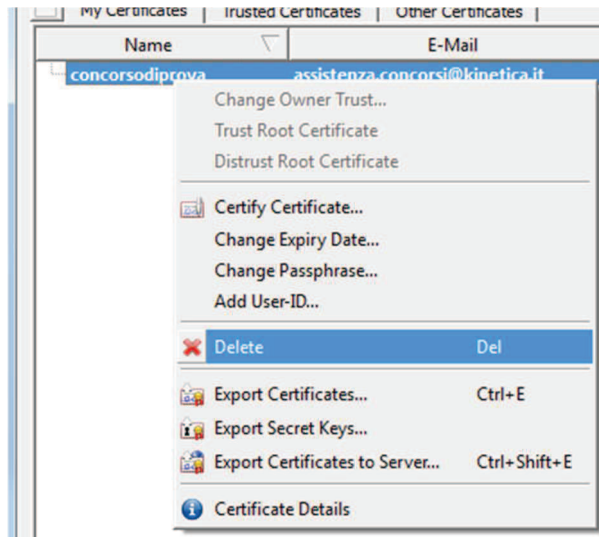 My Certificates Trusted Certificates Other Certificates
Name E-Mail
concorsodiprova assistenza.concorsi@kinetica.it
Change Owner Trust...
Trust Root Certificate
Distrust Root Certificate
Certify Certificate...
Change Expiry Date...
Change Passphrase...
Add User-ID...
Delete Del
Export Certificates... Ctrl+E
Export Secret Keys...
Export Certificates to Server... Ctrl+Shift+E
Certificate Details